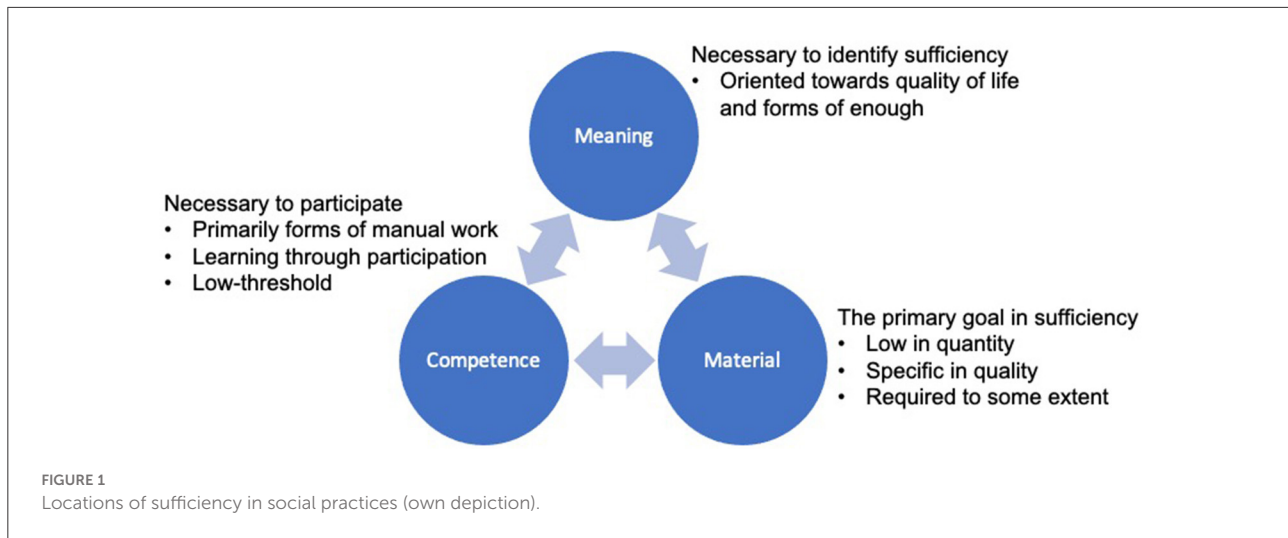 Necessary to identify sufficiency
• Oriented towards quality of life
and forms of enough
Meaning
Necessary to participate
• Primarily forms of manual work
• Learning through participation
• Low-threshold
Competence
Material
The primary goal in sufficiency
• Low in quantity
• Specific in quality
• Required to some extent
FIGURE 1
Locations of sufficiency in social practices (own depiction).